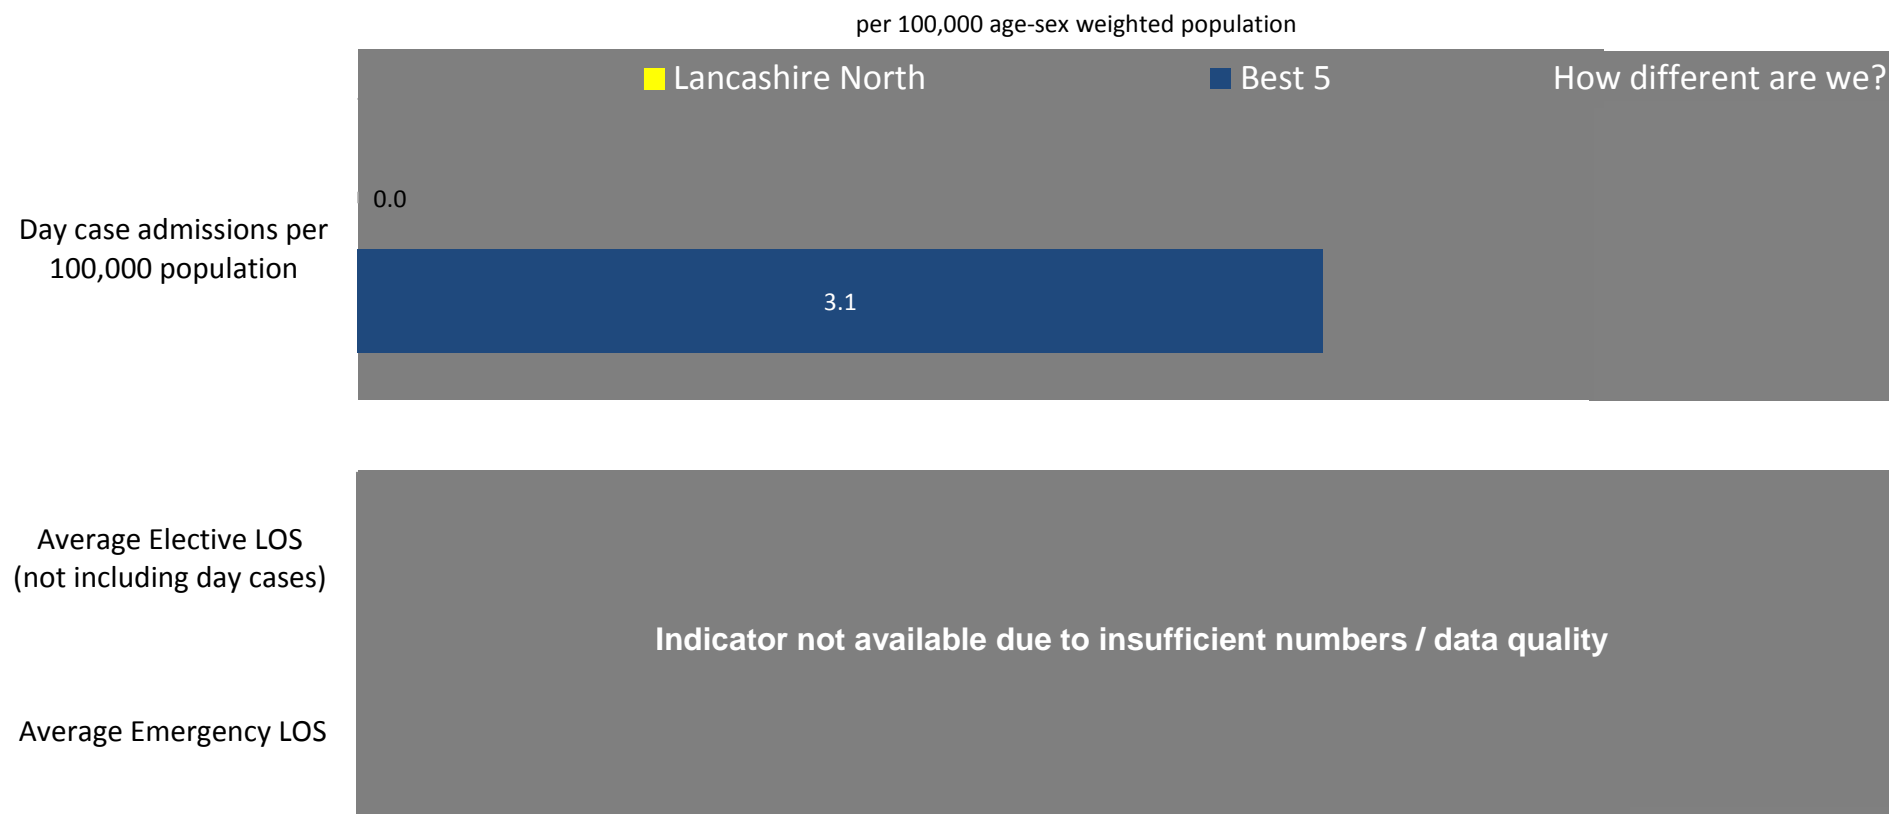 per 100,000 age-sex weighted population
Lancashire North
Best 5
How different are we?
0.0
Day case admissions per
100,000 population
3.1
Average Elective LOS
(not including day cases)
Indicator not available due to insufficient numbers / data quality
Average Emergency LOS